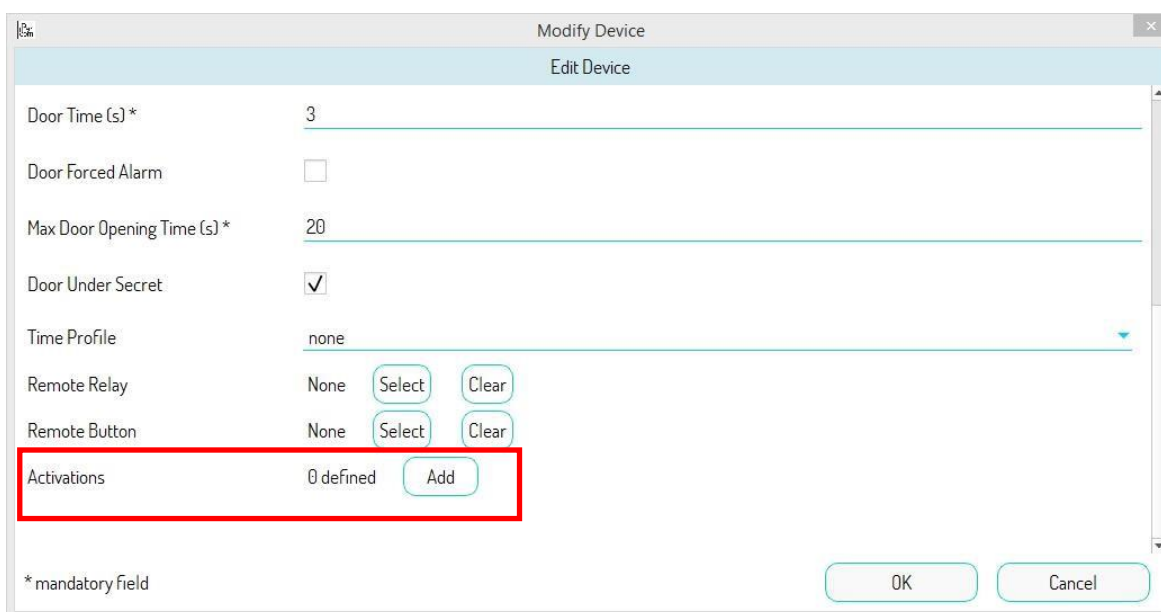 Modify Device
Edit Device
Door Time (s) * 3
Door Forced Alarm
Max Door Opening Time (s) * 20
Door Under Secret
Time Profile none
Remote Relay None Select Clear
Remote Button None Select Clear
Activations 0 defined Add
* mandatory field OK Cancel